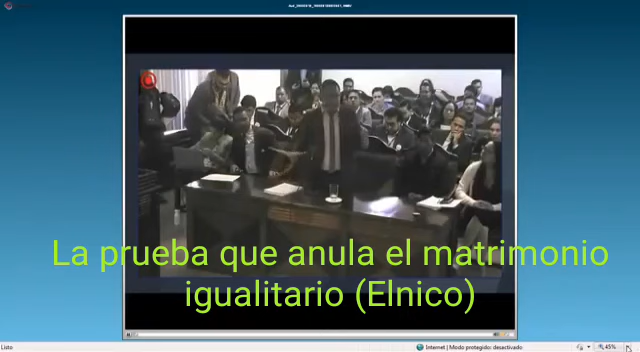 La prueba que anula el matrimonio
igualitario (Elnico)
Listo
Internet | Modo protegido: desactivado
45%